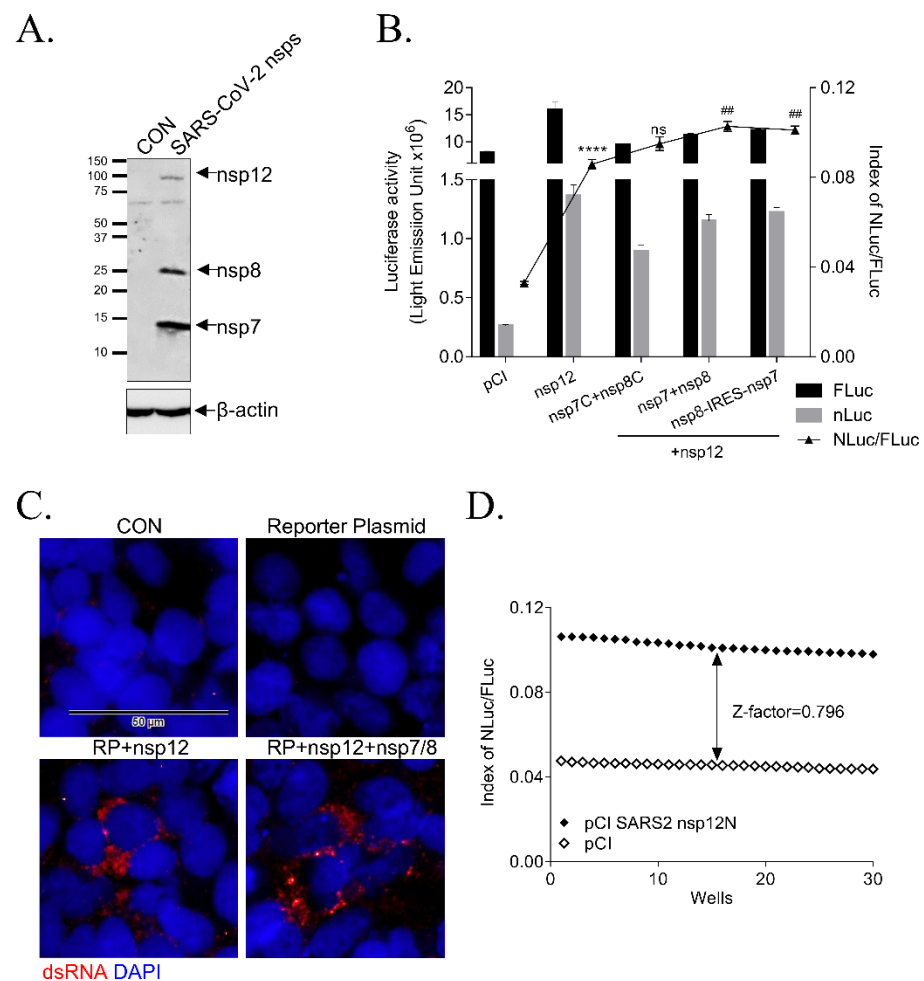 A.
CON
SARS-CoV-2 nsps
150
100
75
50
37
25
20
15
10
nsp12
nsp8
nsp7
β-actin
B.
Luciferase activity
(Light Emissiion Unit x10⁶)
20
15
10
1.5
1.0
0.5
0.0
****
ns
##
##
0.12
0.08
0.04
0.00
Index of NLuc/FLuc
pCI
nsp12
nsp7C+nsp8C
nsp7+nsp8
nsp8-IRES-nsp7
+nsp12
FLuc
nLuc
NLuc/FLuc
C.
CON
Reporter Plasmid
50 μm
RP+nsp12
RP+nsp12+nsp7/8
dsRNA DAPI
D.
Index of NLuc/FLuc
0.12
0.08
0.04
0.00
Z-factor=0.796
pCI SARS2 nsp12N
pCI
0
10
20
30
Wells